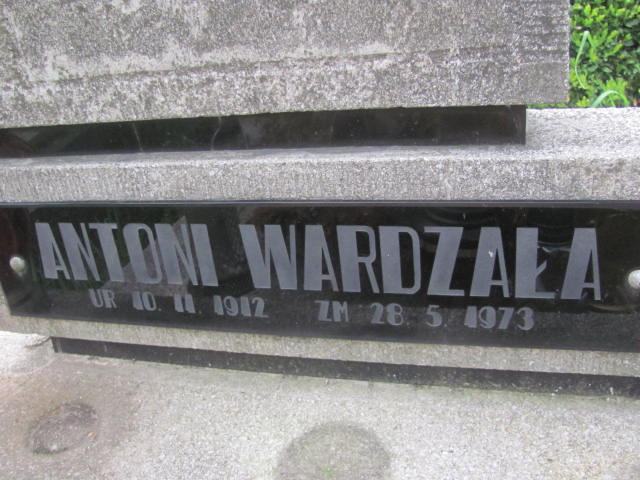 ANTONI WARDZAŁA
UR 10. 11. 1912 ZM 28. 5. 1973